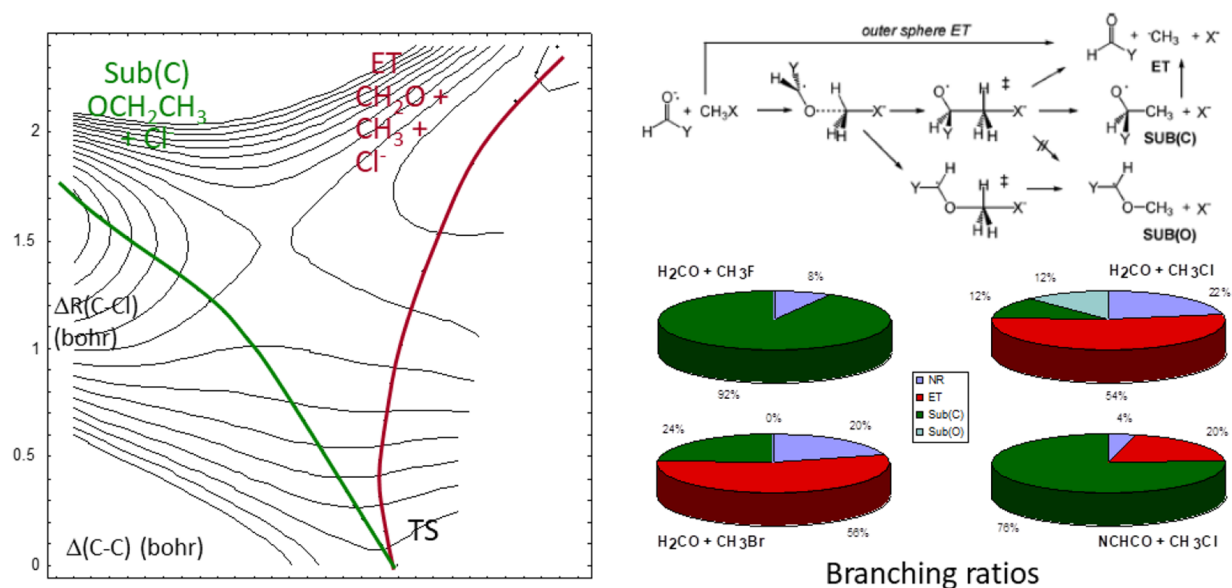 Sub(C)
OCH2CH3
+ Cl
ET
CH2O +
CH3 +
Cl-
2
1.5
ΔR(C-Cl)
(bohr)
1
0.5
Δ(C-C) (bohr)
TS
0
outer sphere ET
O
H Y + ·CH3 + X-
ET
O·-
H Y + CH3X
Y
H
O
H
H H
X-
O·
H
Y
H
H H
X-
‡
O·
H
Y
CH3 + X-
SUB(C)
H
Y
O
H
H H
X-
‡
H
Y
O-CH3 + X-
SUB(O)
H2CO + CH3F
8%
92%
12%
H2CO + CH3Cl
12%
22%
54%
NR
ET
Sub(C)
Sub(O)
24%
0%
20%
56%
H2CO + CH3Br
4%
20%
76%
NCHCO + CH3Cl
Branching ratios